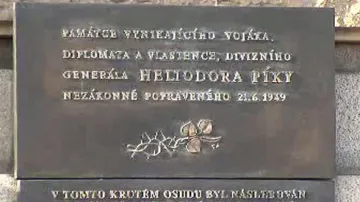 PAMÁTCE VYNIKAJÍCÍHO VOJÁKA,
DIPLOMATA A VLASTENCE, DIVIZNÍHO
GENERÁLA HELIODORA PÍKY
NEZÁKONNĚ POPRAVENÉHO 21.6.1949
V TOMTO KRUTÉM OSUDU BYL NÁSLEDOVÁN